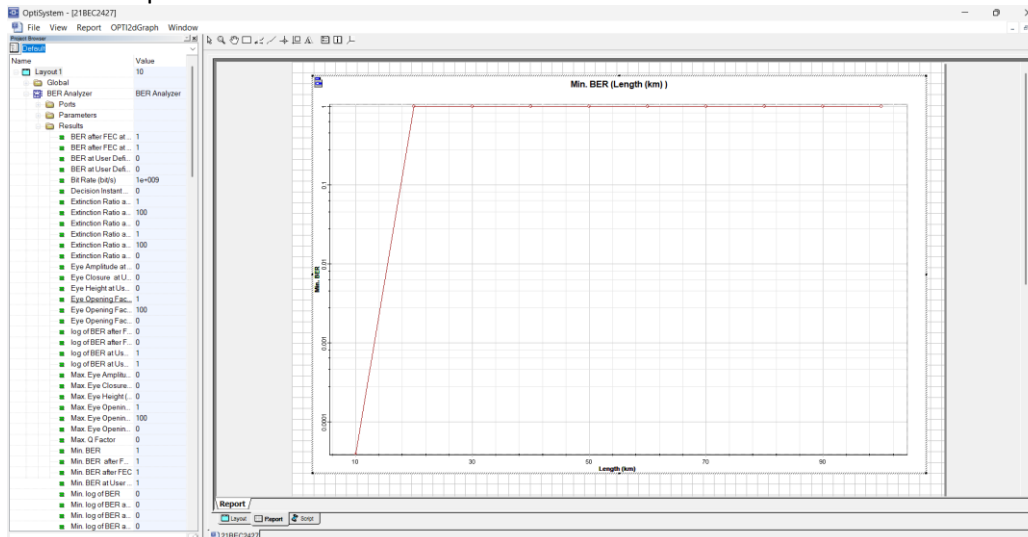 OptiSystem - [21BEC2427]
File View Report OPTI2dGraph Window
Project Browser
Default
Name Value
Layout 1 10
Global
BER Analyzer BER Analyzer
Ports
Parameters
Results
BER after FEC at... 1
BER after FEC at... 1
BER at User Defi... 0
BER at User Defi... 0
Bit Rate (bit/s) 1e+009
Decision Instant... 0
Extinction Ratio a... 1
Extinction Ratio a... 100
Extinction Ratio a... 0
Extinction Ratio a... 1
Extinction Ratio a... 100
Extinction Ratio a... 0
Eye Amplitude at... 0
Eye Closure at U... 0
Eye Height at Us... 0
Eye Opening Fac... 1
Eye Opening Fac... 100
Eye Opening Fac... 0
log of BER after F... 0
log of BER after F... 0
log of BER at Us... 1
log of BER at Us... 1
Max. Eye Amplitu... 0
Max. Eye Closure... 0
Max. Eye Height (... 0
Max. Eye Openin... 1
Max. Eye Openin... 100
Max. Eye Openin... 0
Max. Q Factor 0
Min. BER 1
Min. BER after F... 1
Min. BER after FEC 1
Min. BER at User ... 1
Min. log of BER 0
Min. log of BER a... 0
Min. log of BER a... 0
Min. log of BER a... 0
Min. BER (Length (km) )
1
0.1
0.01
0.001
0.0001
Min. BER
10 30 50 70 90
Length (km)
Report
Layout Report Script
21BEC2427